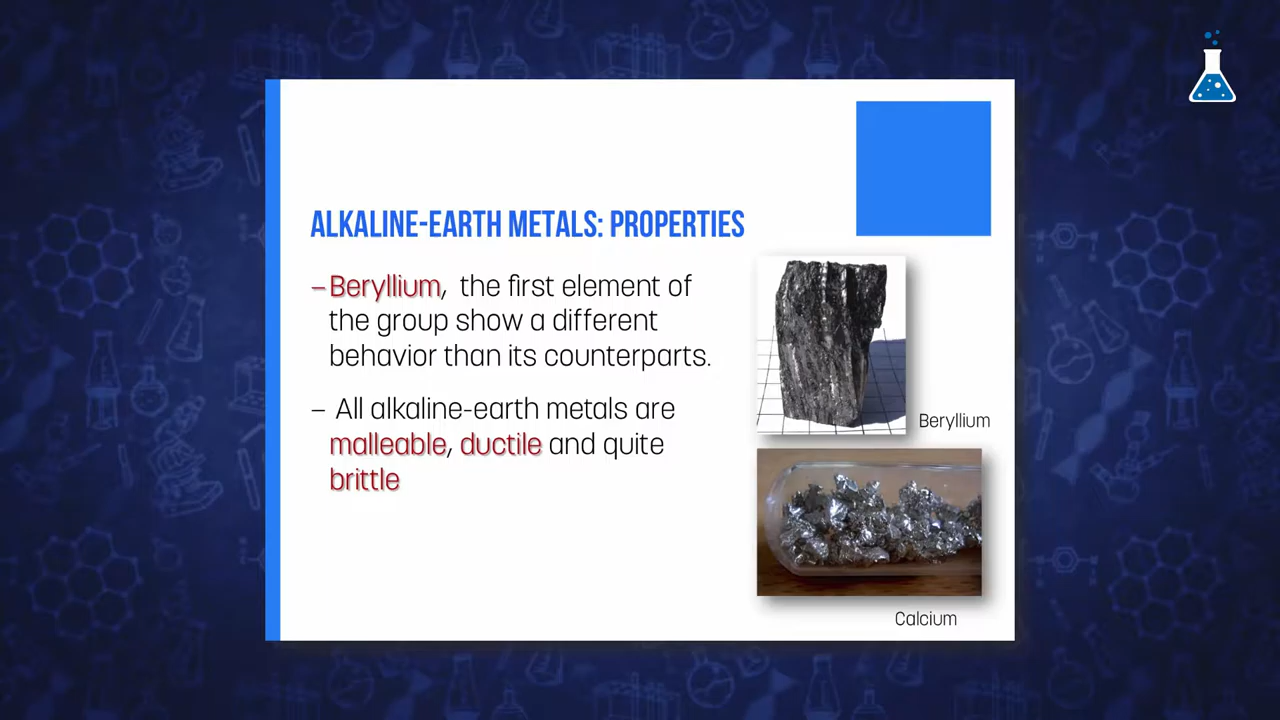 ALKALINE-EARTH METALS: PROPERTIES
–Beryllium, the first element of
the group show a different
behavior than its counterparts.
– All alkaline-earth metals are
malleable, ductile and quite
brittle
Beryllium
Calcium